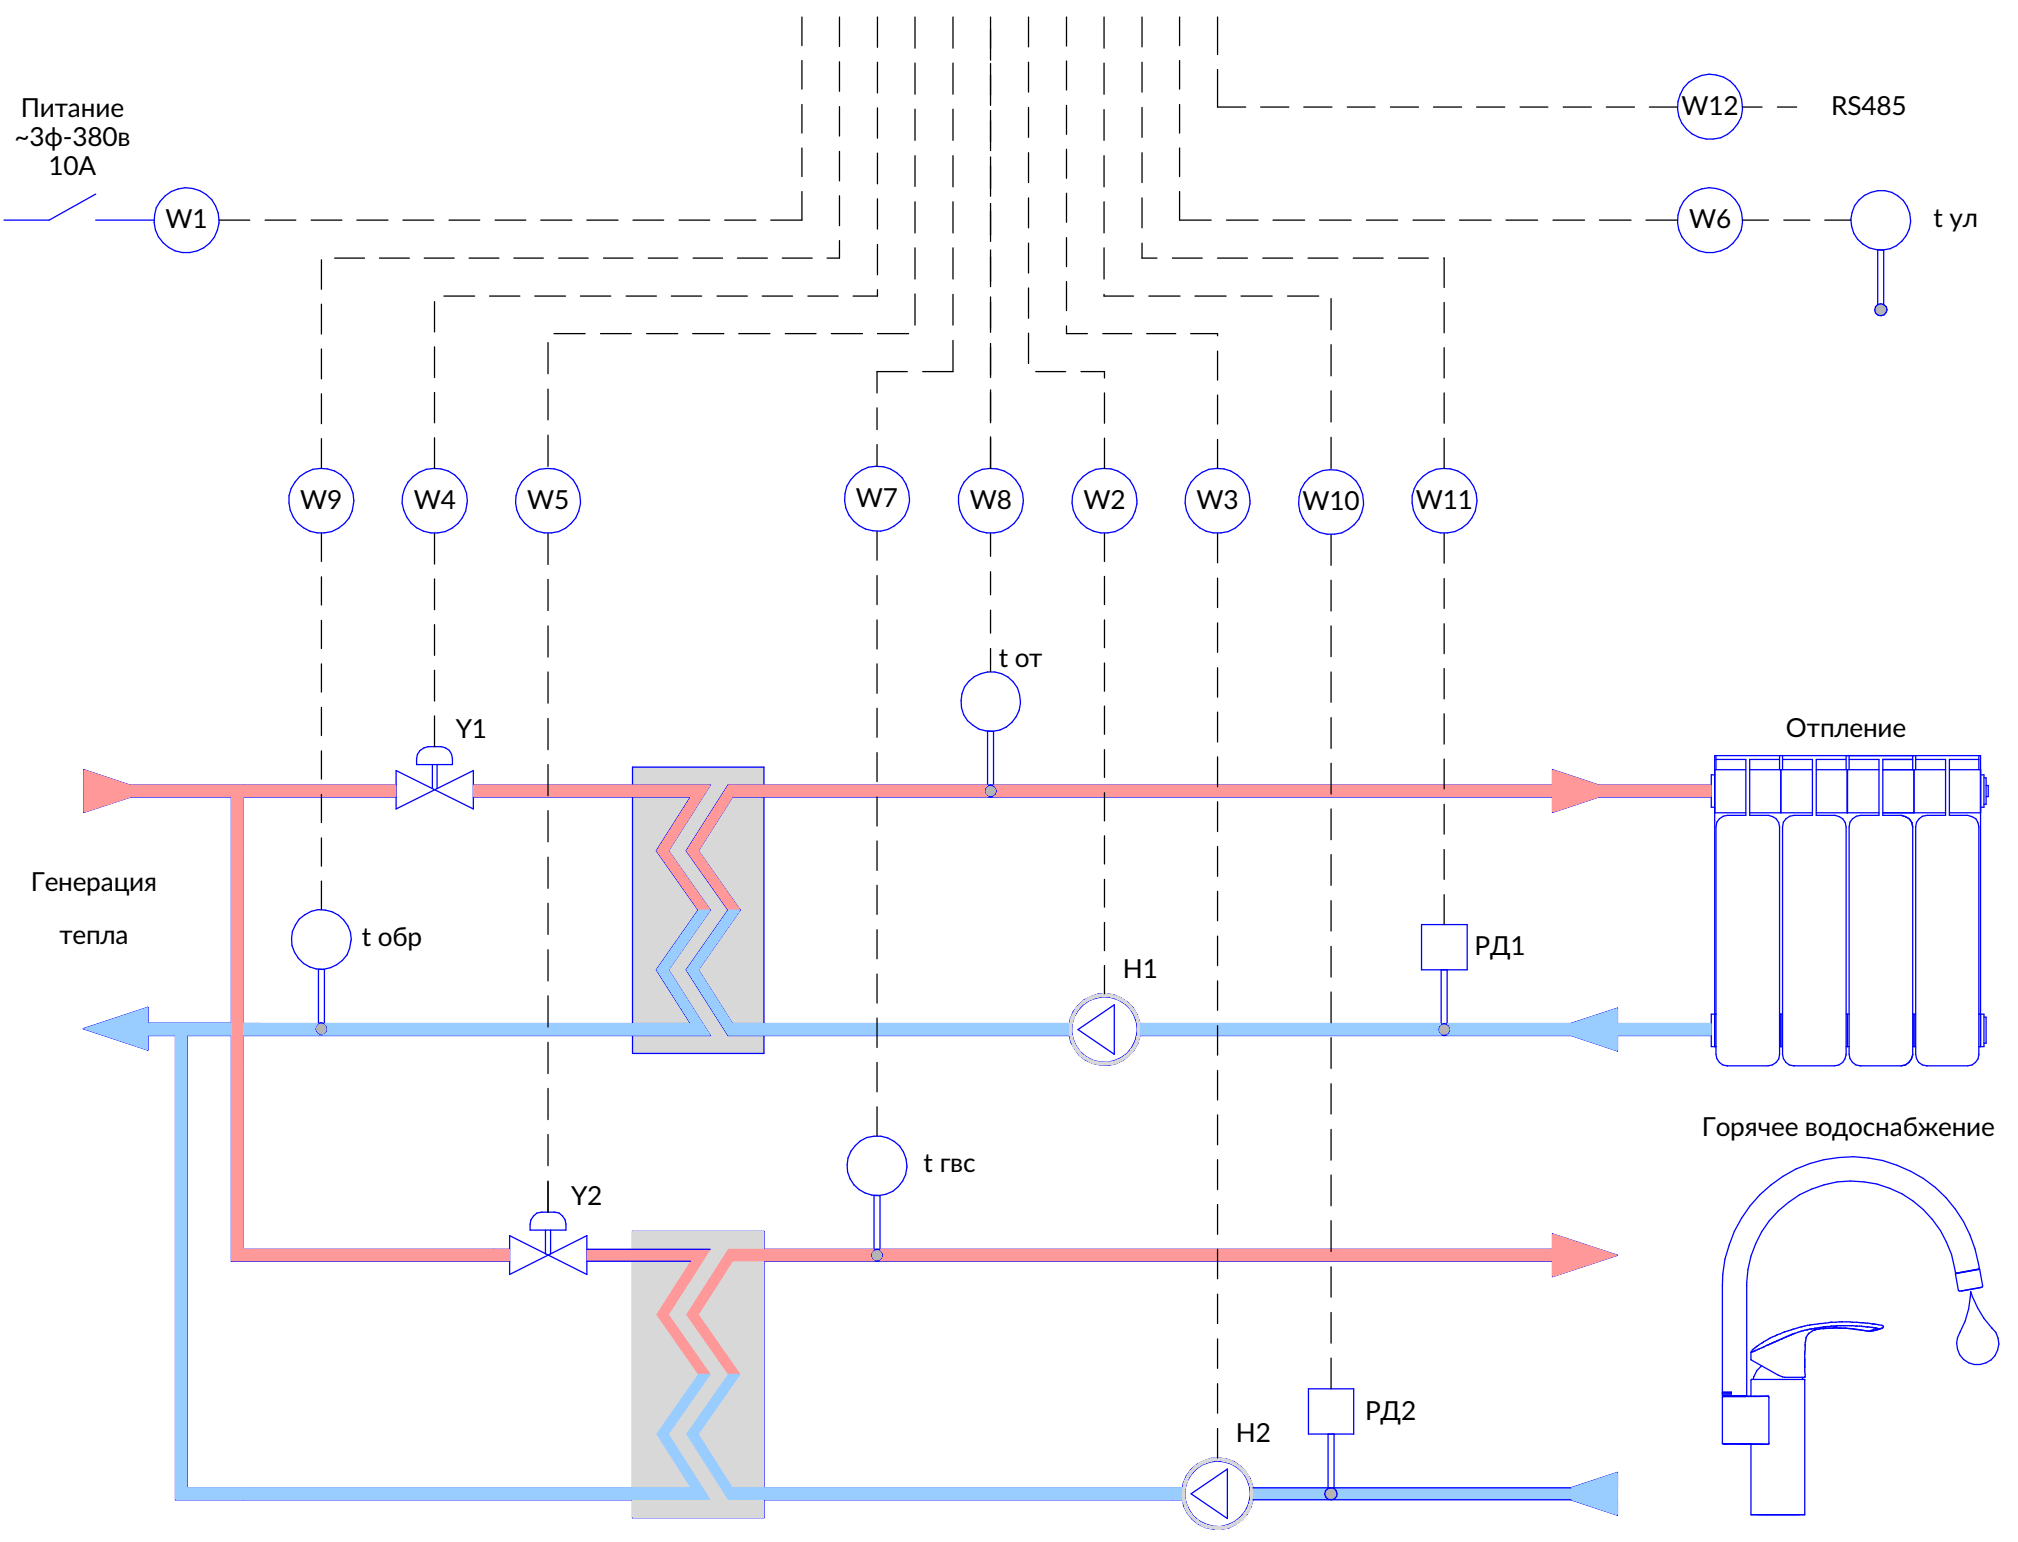 Питание
~3ф-380в
10А
W12
RS485
W1
W6
t ул
W9
W4
W5
W7
W8
W2
W3
W10
W11
t от
Y1
Отпление
Генерация
тепла
t обр
РД1
Н1
Горячее водоснабжение
t гвс
Y2
РД2
Н2